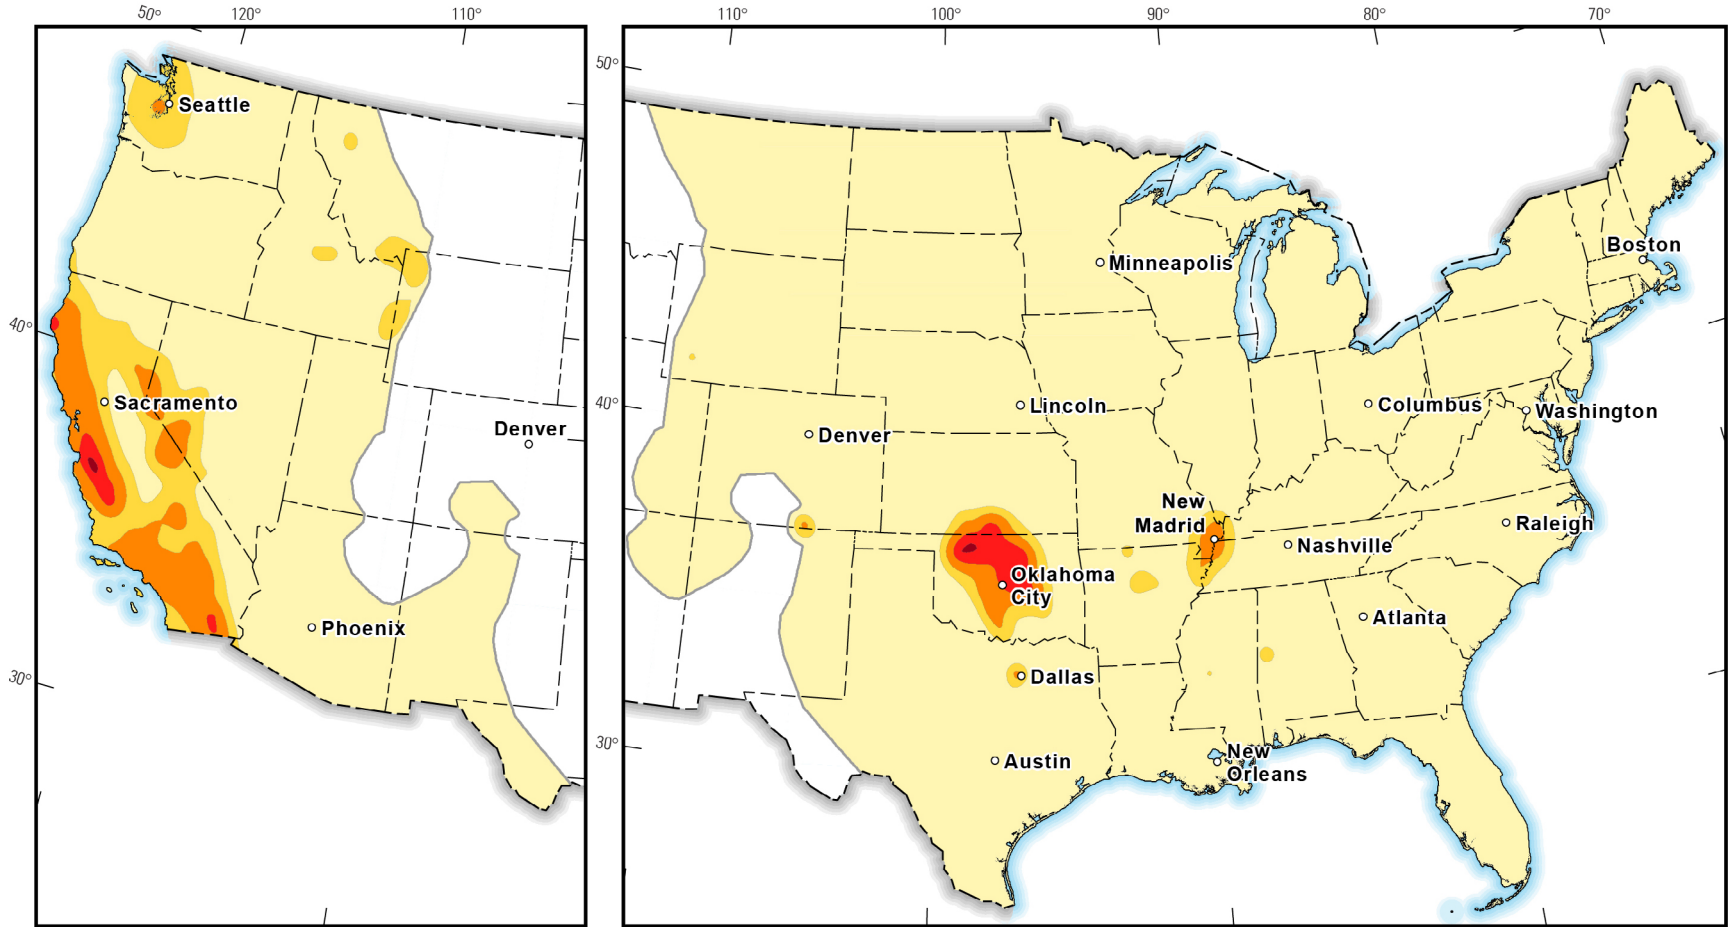 50° 120° 110°
110° 100° 90° 80° 70°
50°
Seattle
Boston
Minneapolis
40°
Sacramento
Denver
40°
Lincoln
Denver
Columbus
Washington
New
Madrid
Raleigh
Nashville
Oklahoma
City
Phoenix
Atlanta
30°
Dallas
30°
Austin
New
Orleans